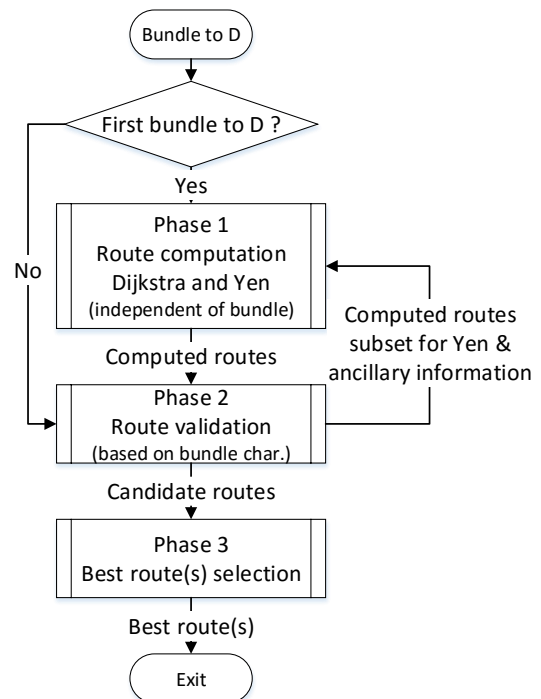 Bundle to D
First bundle to D ?
Yes
No
Phase 1
Route computation
Dijkstra and Yen
(independent of bundle)
Computed routes
subset for Yen &
ancillary information
Computed routes
Phase 2
Route validation
(based on bundle char.)
Candidate routes
Phase 3
Best route(s) selection
Best route(s)
Exit